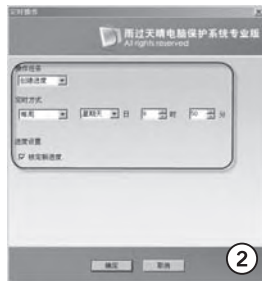 定时操作
雨过天晴电脑保护系统专业版
All rights reserved
操作任务
创建进度
定时方式
每周 星期天 日 时 50 分
进度设置
锁定新进度
确定 取消
②